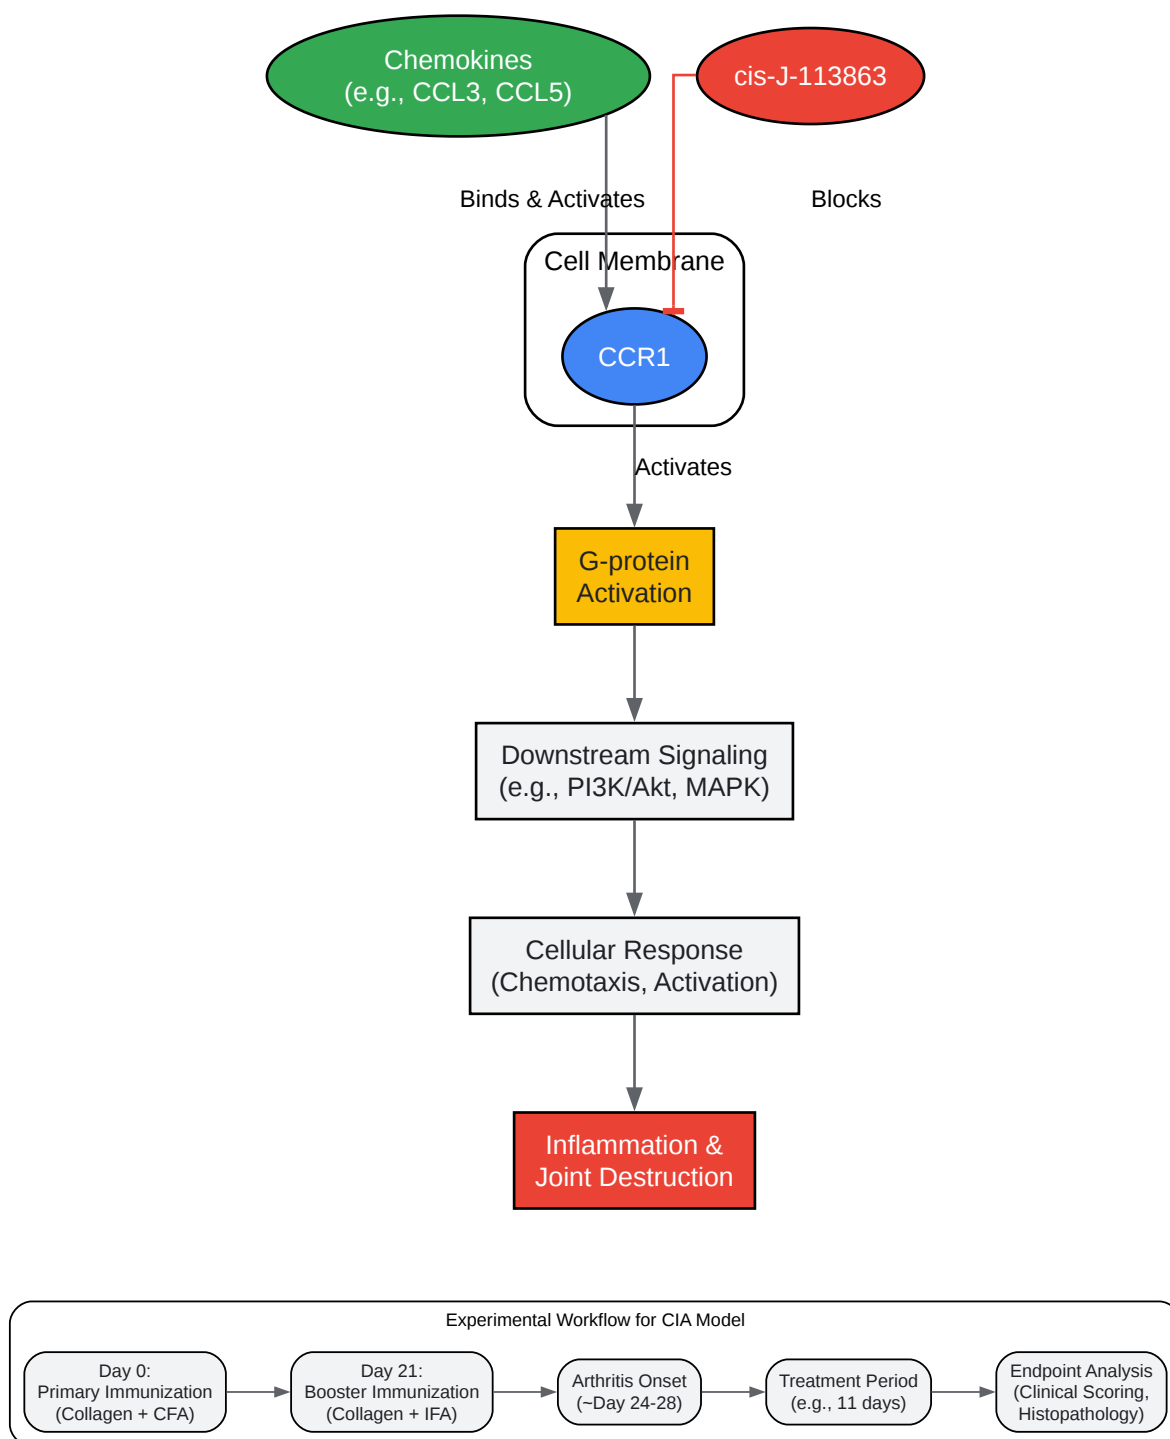 Chemokines
(e.g., CCL3, CCL5)
cis-J-113863
Binds & Activates
Blocks
Cell Membrane
CCR1
Activates
G-protein
Activation
Downstream Signaling
(e.g., PI3K/Akt, MAPK)
Cellular Response
(Chemotaxis, Activation)
Inflammation &
Joint Destruction
Experimental Workflow for CIA Model
Day 0:
Primary Immunization
(Collagen + CFA)
Day 21:
Booster Immunization
(Collagen + IFA)
Arthritis Onset
(~Day 24-28)
Treatment Period
(e.g., 11 days)
Endpoint Analysis
(Clinical Scoring,
Histopathology)